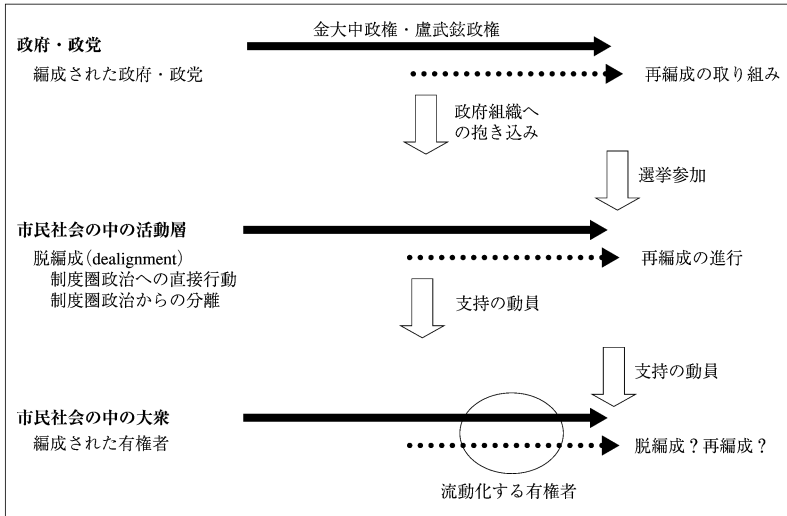 金大中政権・盧武鉉政権
政府・政党
編成された政府・政党
再編成の取り組み
政府組織へ
の抱き込み
選挙参加
市民社会の中の活動層
脱編成(dealignment)
制度圏政治への直接行動
制度圏政治からの分離
再編成の進行
支持の動員
支持の動員
市民社会の中の大衆
編成された有権者
脱編成？再編成？
流動化する有権者